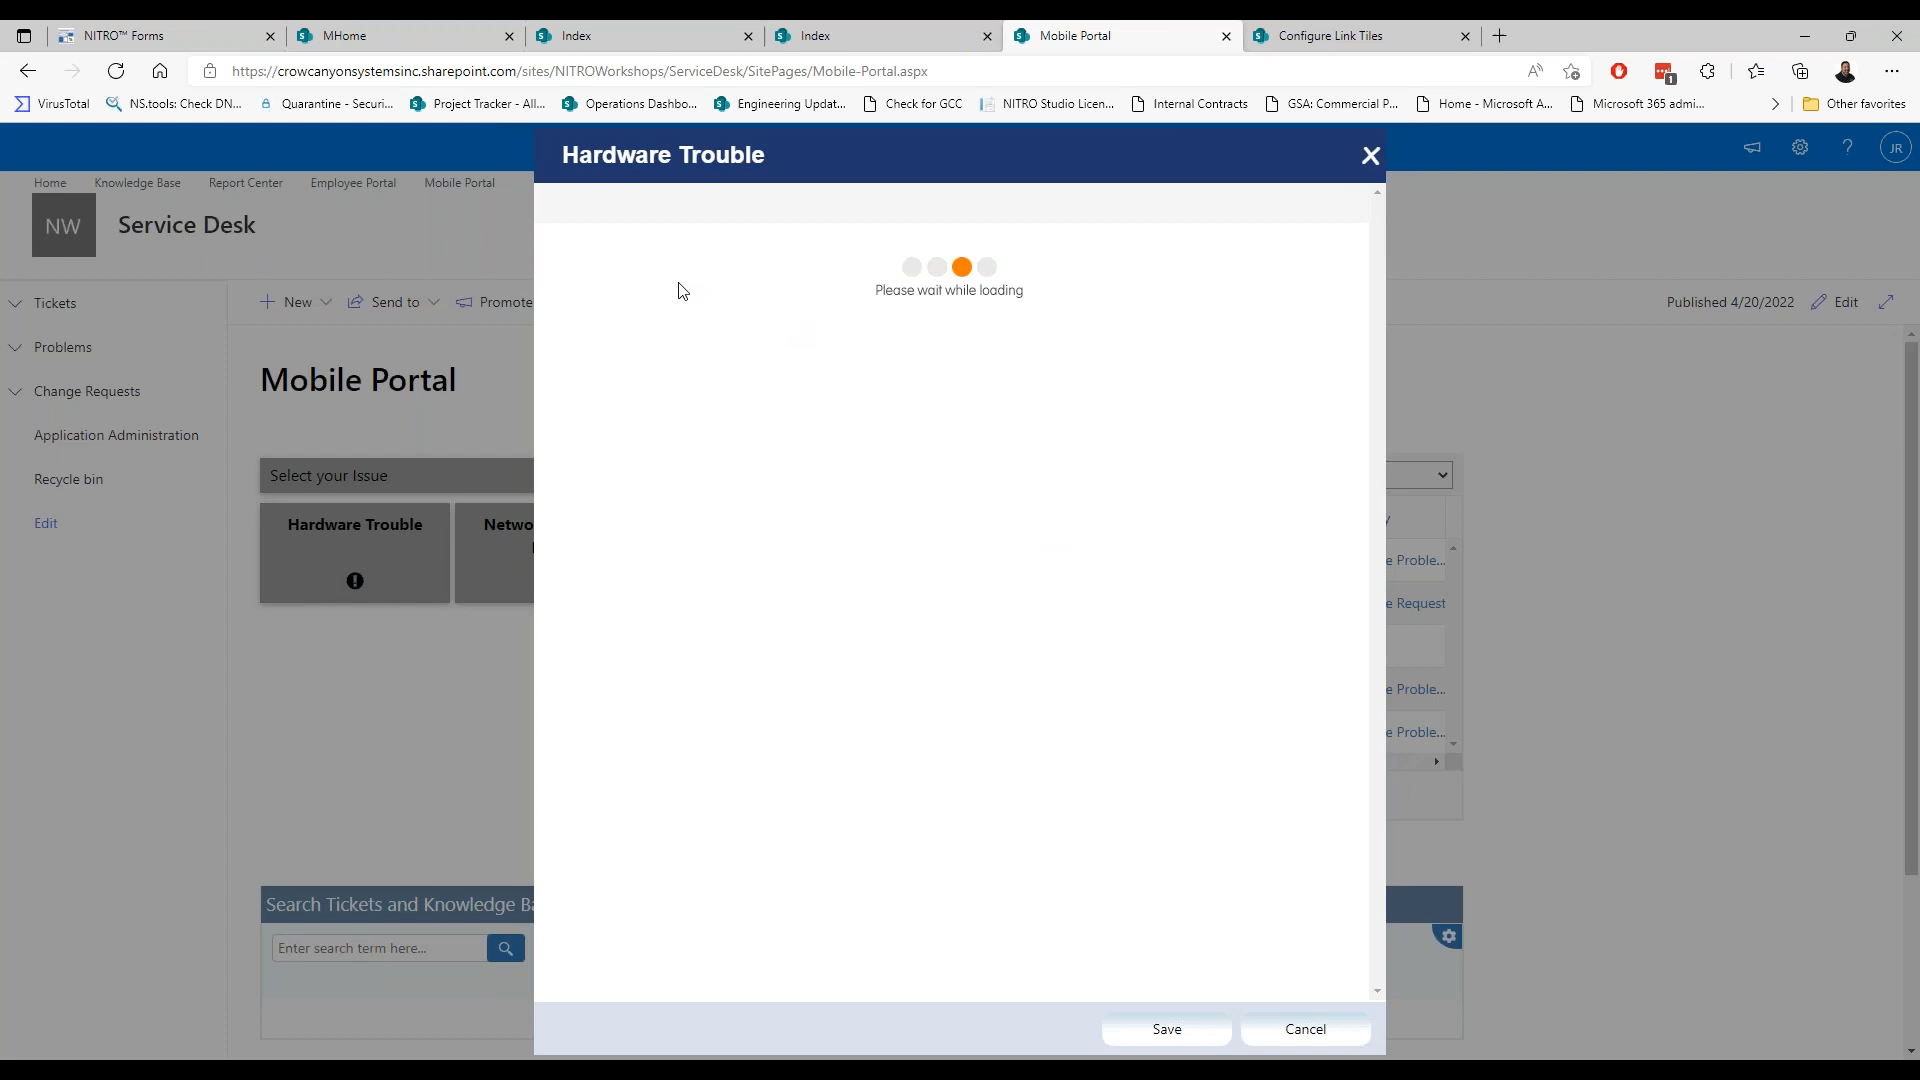 NITRO™ Forms
MHome
Index
Index
Mobile Portal
Configure Link Tiles
https://crowcanyonsystemsinc.sharepoint.com/sites/NITROWorkshops/ServiceDesk/SitePages/Mobile-Portal.aspx
1
VirusTotal
NS.tools: Check DN...
Quarantine - Securi...
Project Tracker - All...
Operations Dashbo...
Engineering Updat...
Check for GCC
NITRO Studio Licen...
Internal Contracts
GSA: Commercial P...
Home - Microsoft A...
Microsoft 365 admi...
Other favorites
Hardware Trouble
JR
Home
Knowledge Base
Report Center
Employee Portal
Mobile Portal
NW
Service Desk
Please wait while loading
Tickets
New
Send to
Promote
Published 4/20/2022
Edit
Problems
Mobile Portal
Change Requests
Application Administration
Select your Issue
Recycle bin
Hardware Trouble
Netwo
y
Edit
e Proble...
e Request
e Proble...
e Proble...
Search Tickets and Knowledge Ba
Enter search term here...
Save
Cancel